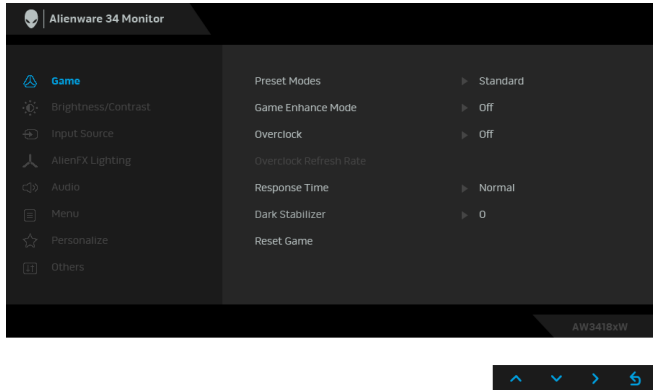 Alienware 34 Monitor
Game
Preset Modes Standard
Brightness/Contrast
Game Enhance Mode Off
Input Source
Overclock Off
AlienFX Lighting
Overclock Refresh Rate
Audio
Response Time Normal
Menu
Dark Stabilizer 0
Personalize
Reset Game
Others
AW3418xW